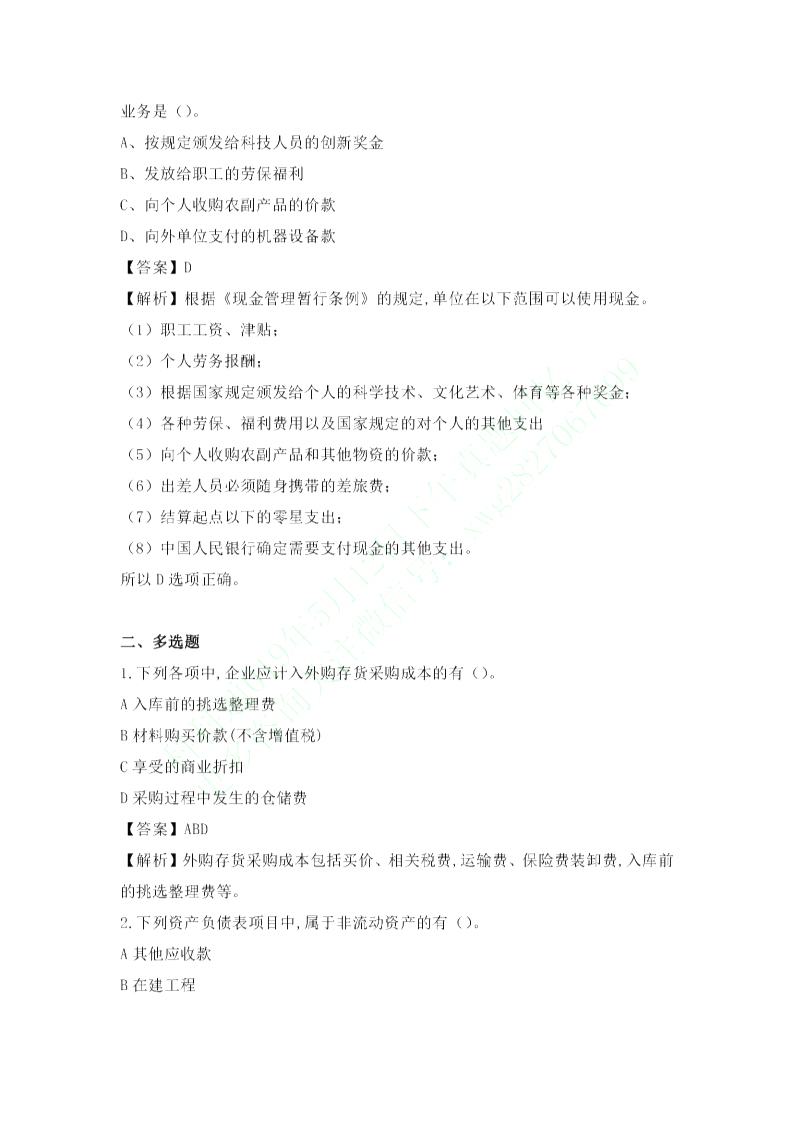 业务是（）。
A、按规定颁发给科技人员的创新奖金
B、发放给职工的劳保福利
C、向个人收购农副产品的价款
D、向外单位支付的机器设备款
【答案】D
【解析】根据《现金管理暂行条例》的规定,单位在以下范围可以使用现金。
（1）职工工资、津贴；
（2）个人劳务报酬；
（3）根据国家规定颁发给个人的科学技术、文化艺术、体育等各种奖金；
（4）各种劳保、福利费用以及国家规定的对个人的其他支出
（5）向个人收购农副产品和其他物资的价款；
（6）出差人员必须随身携带的差旅费；
（7）结算起点以下的零星支出；
（8）中国人民银行确定需要支付现金的其他支出。
所以 D 选项正确。
二、多选题
1.下列各项中,企业应计入外购存货采购成本的有（）。
A 入库前的挑选整理费
B 材料购买价款(不含增值税)
C 享受的商业折扣
D 采购过程中发生的仓储费
【答案】ABD
【解析】外购存货采购成本包括买价、相关税费,运输费、保险费装卸费,入库前
的挑选整理费等。
2.下列资产负债表项目中,属于非流动资产的有（）。
A 其他应收款
B 在建工程